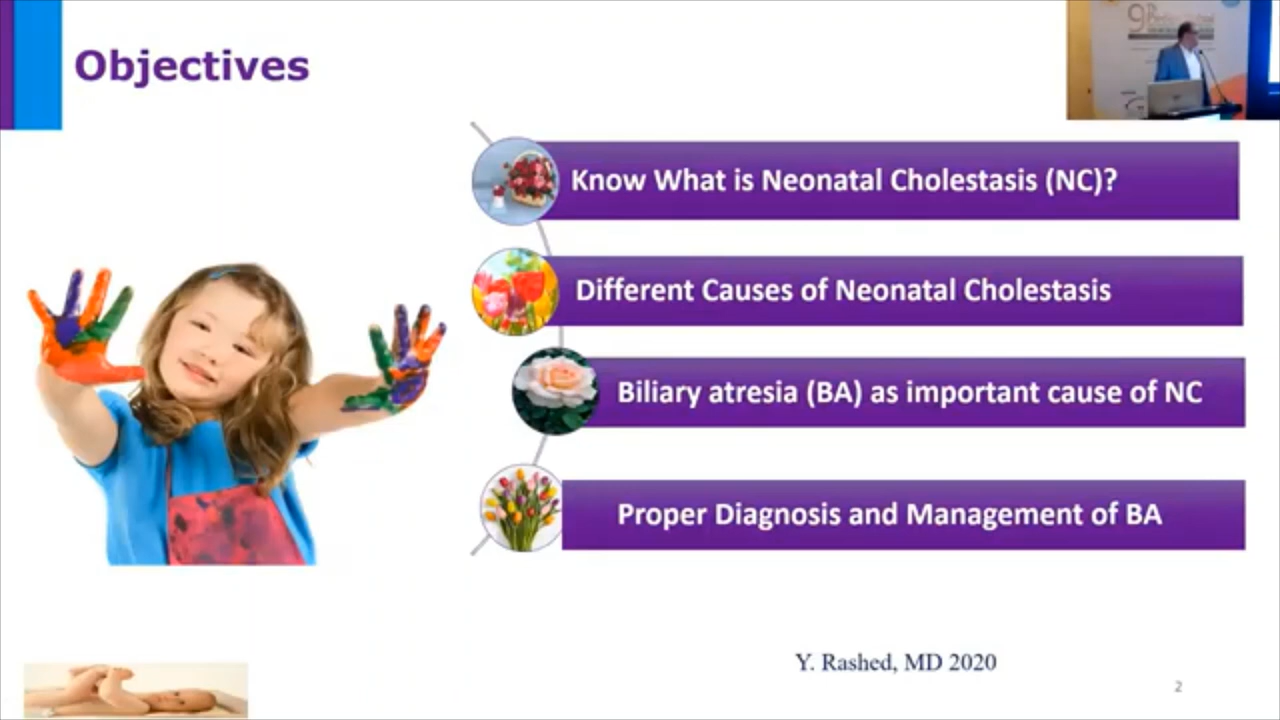 Objectives
Know What is Neonatal Cholestasis (NC)?
Different Causes of Neonatal Cholestasis
Biliary atresia (BA) as important cause of NC
Proper Diagnosis and Management of BA
Y. Rashed, MD 2020
2